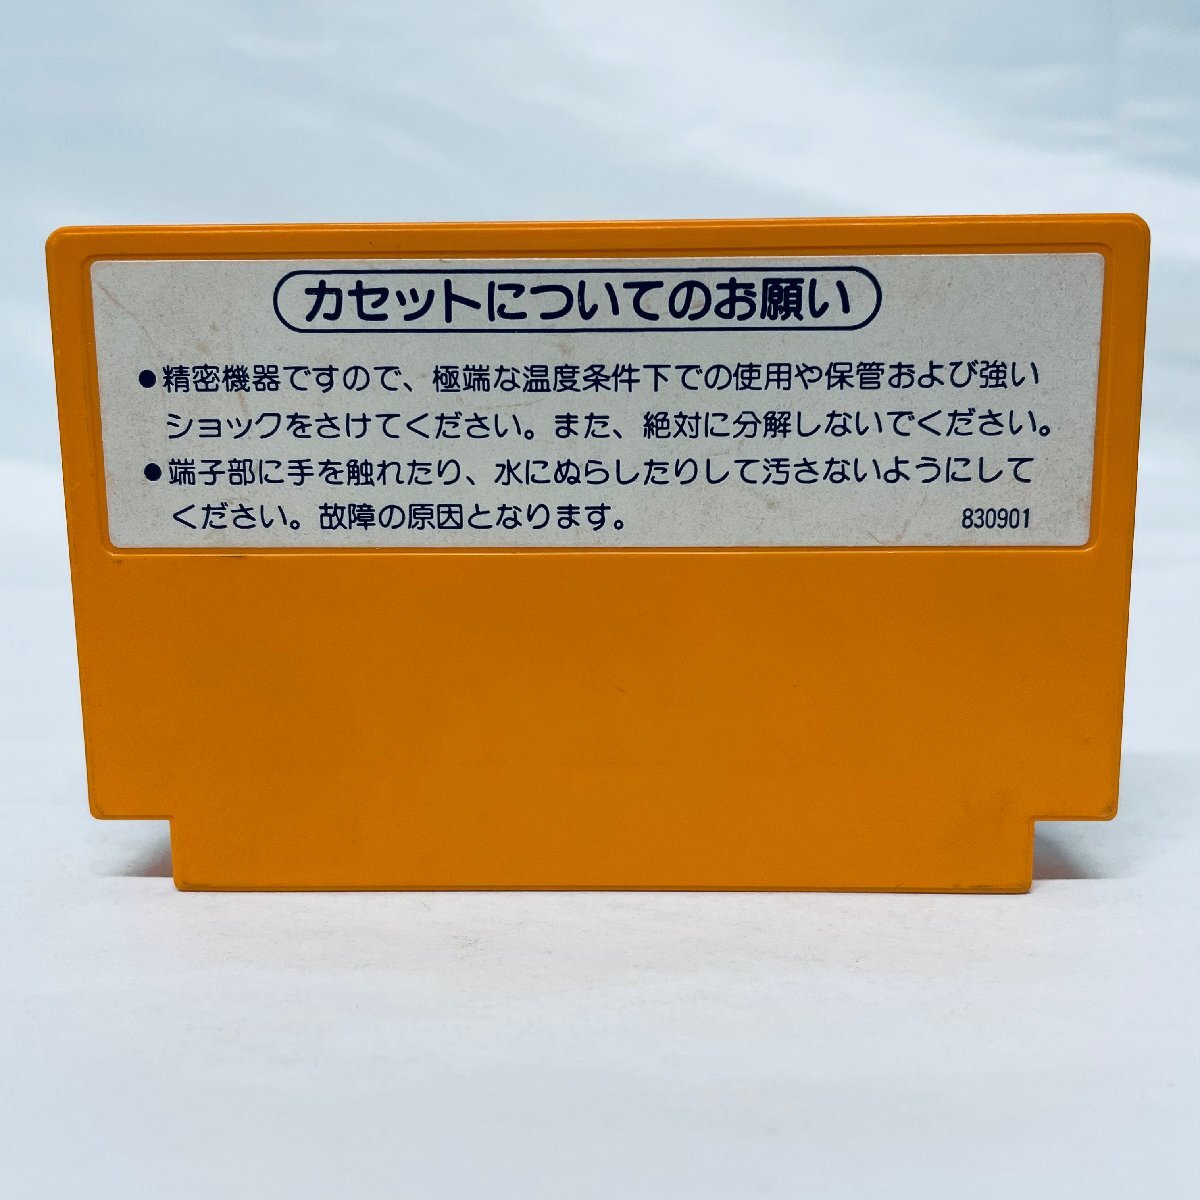 カセットについてのお願い
●精密機器ですので、極端な温度条件下での使用や保管および強い
ショックをさけてください。また、絶対に分解しないでください。
●端子部に手を触れたり、水にぬらしたりして汚さないようにして
ください。故障の原因となります。 830901